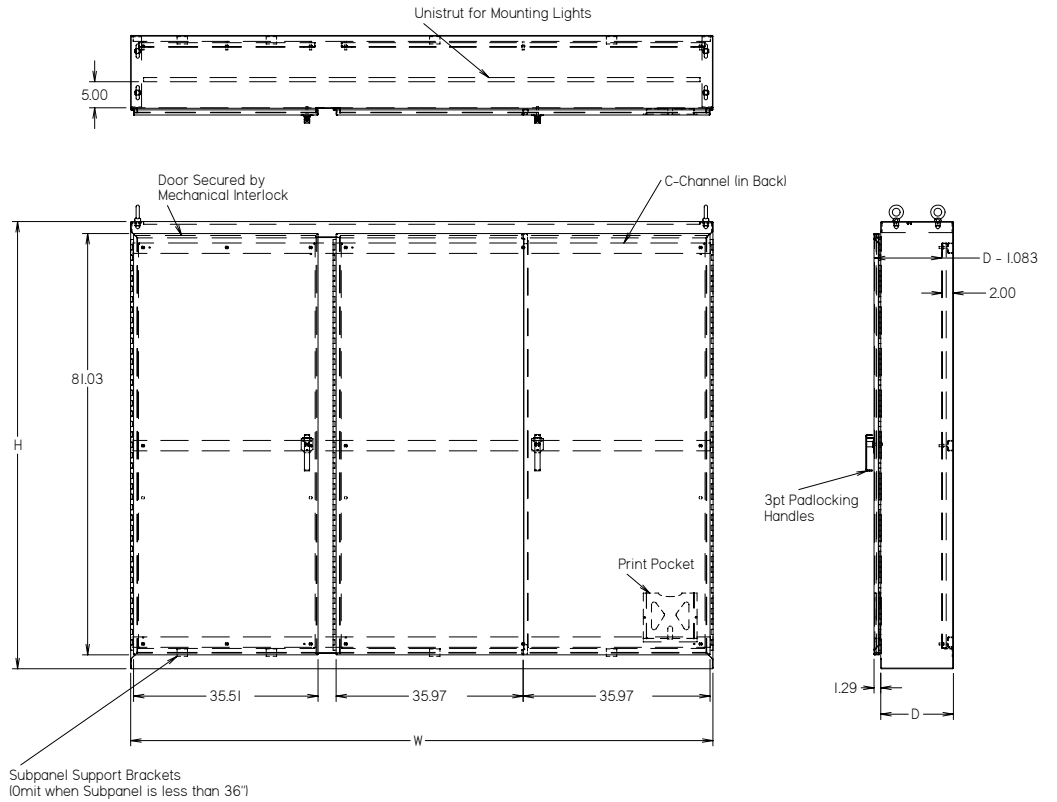 Unistrut for Mounting Lights
5.00
Door Secured by
Mechanical Interlock
C-Channel (in Back)
D - 1.083
2.00
81.03
H
3pt Padlocking
Handles
Print Pocket
35.51
35.97
35.97
1.29
D
W
Subpanel Support Brackets
(Omit when Subpanel is less than 36")